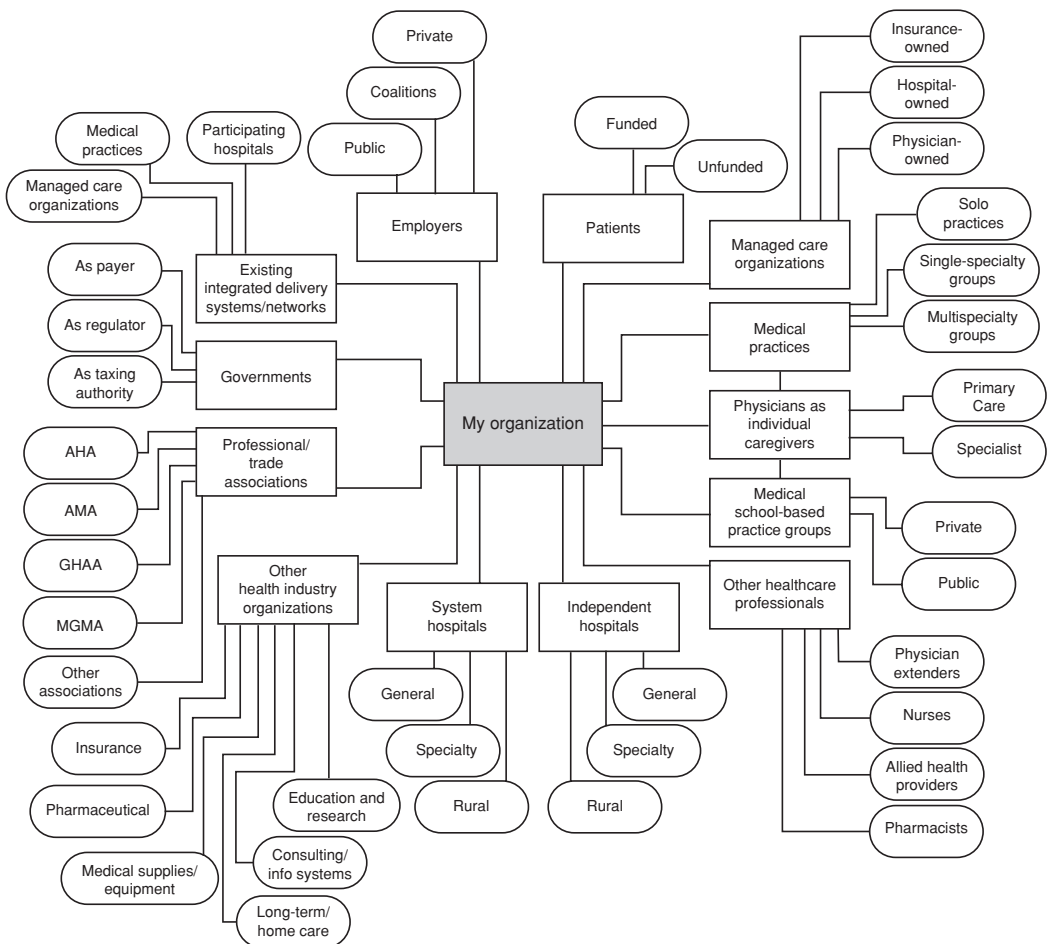 Private
Coalitions
Public
Employers
Funded
Unfunded
Patients
Insurance-
owned
Hospital-
owned
Physician-
owned
Managed care
organizations
Medical
practices
Participating
hospitals
Managed care
organizations
Existing
integrated delivery
systems/networks
Solo
practices
Single-specialty
groups
Multispecialty
groups
Medical
practices
As payer
As regulator
As taxing
authority
Governments
My organization
Physicians as
individual
caregivers
Primary
Care
Specialist
AHA
AMA
GHAA
MGMA
Other
associations
Professional/
trade
associations
Medical
school-based
practice groups
Private
Public
Other
health industry
organizations
Insurance
Pharmaceutical
Medical supplies/
equipment
Education and
research
Consulting/
info systems
Long-term/
home care
System
hospitals
General
Specialty
Rural
Independent
hospitals
General
Specialty
Rural
Other healthcare
professionals
Physician
extenders
Nurses
Allied health
providers
Pharmacists